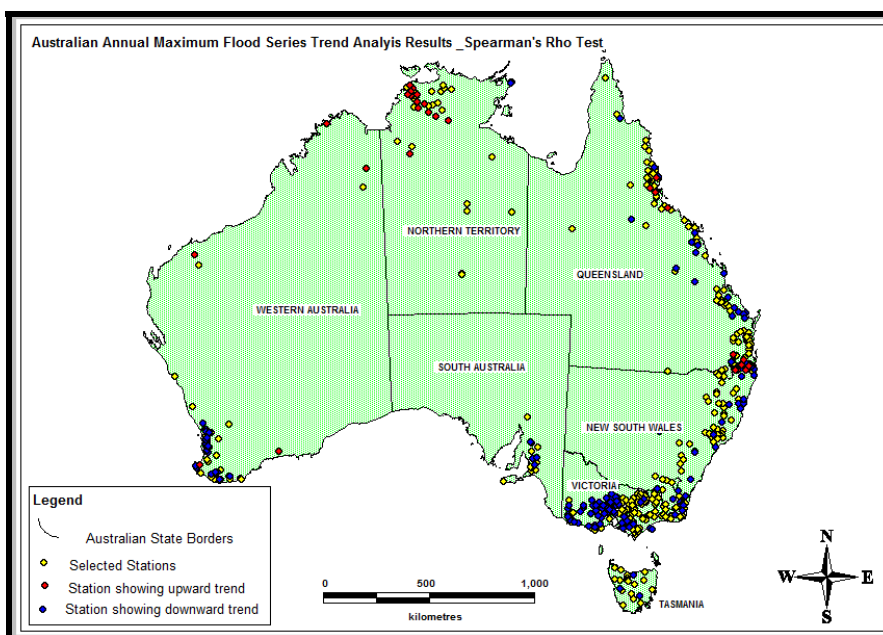 Australian Annual Maximum Flood Series Trend Analyis Results _Spearman's Rho Test
NORTHERN TERRITORY
QUEENSLAND
WESTERN AUSTRALIA
SOUTH AUSTRALIA
NEW SOUTH WALES
VICTORIA
TASMANIA
Legend
Australian State Borders
Selected Stations
Station showing upward trend
Station showing downward trend
0 500 1,000
kilometres
N
W E
S